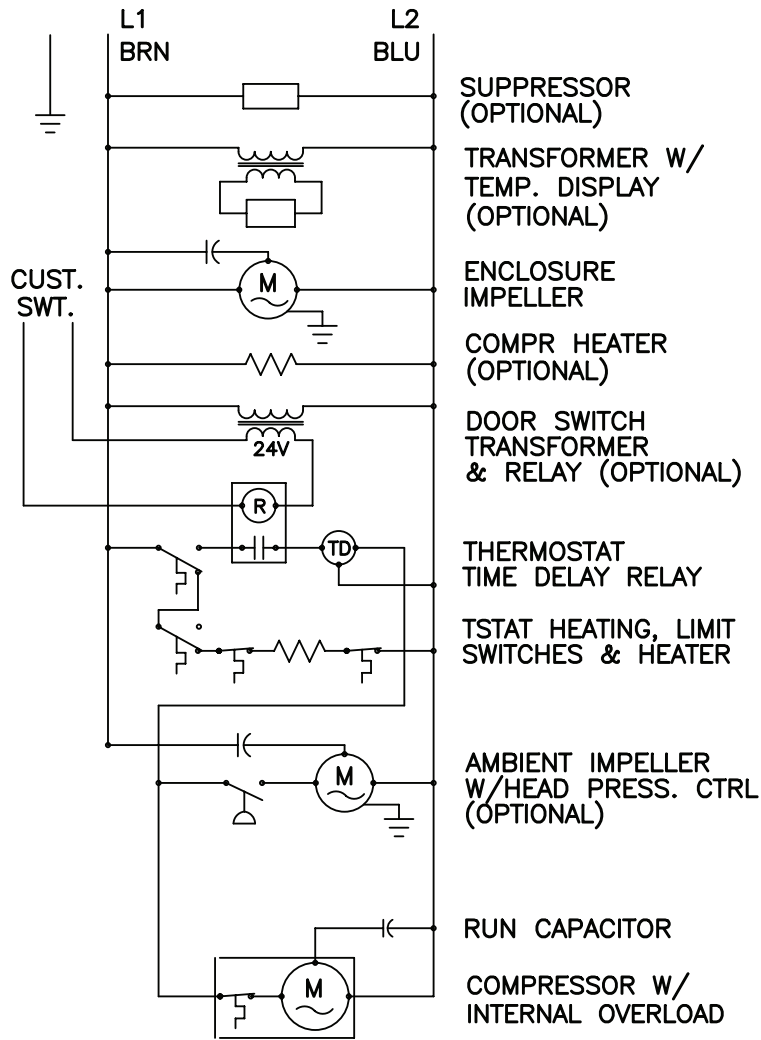 L1
L2
BRN
BLU
SUPPRESSOR
(OPTIONAL)
TRANSFORMER W/
TEMP. DISPLAY
(OPTIONAL)
CUST.
SWT.
M
ENCLOSURE
IMPELLER
COMPR HEATER
(OPTIONAL)
24V
DOOR SWITCH
TRANSFORMER
& RELAY (OPTIONAL)
R
TD
THERMOSTAT
TIME DELAY RELAY
TSTAT HEATING, LIMIT
SWITCHES & HEATER
M
AMBIENT IMPELLER
W/HEAD PRESS. CTRL
(OPTIONAL)
RUN CAPACITOR
M
COMPRESSOR W/
INTERNAL OVERLOAD